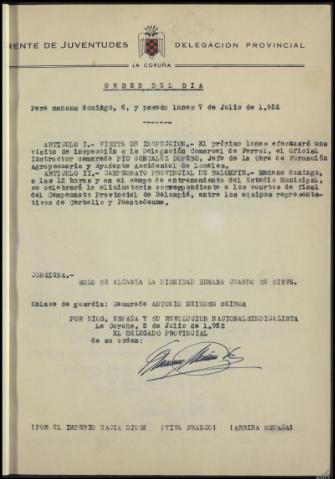 RENTE DE JUVENTUDES DELEGACION PROVINCIAL
LA CORUÑA
ORDEN DEL DIA
Para mañana domingo, 6, y pasado lunes 7 de Julio de 1.952
ARTICULO I.- VISITA DE INSPECCION.- El próximo lunes efectuará una
visita de inspección a la Delegación Comarcal de Ferrol, el Oficial
Instructor camarada PIO GONZALEZ DOPESO, Jefe de la Obra de Formación
Agropecuaria y Ayudante Accidental de Locales.
ARTICULO II.- CAMPEONATO PROVINCIAL DE BALOMPIE.- Mañana domingo,
a las 12 horas y en el campo de entrenamiento del Estadio Municipal,
se celebrará la eliminatoria correspondiente a los cuartos de final
del Campeonato Provincial de Balompié, entre los equipos representa-
tivos de Carballo y Puentedeume.
CONSIGNA.-
SOLO SE ALCANZA LA DIGNIDAD HUMANA CUANDO SE SIRVE.
Enlace de guardia: Camarada ANTONIO NEIROA
POR DIOS, ESPAÑA Y SU REVOLUCION NACIONALSINDICALISTA
La Coruña, 5 de Julio de 1.952
EL DELEGADO PROVINCIAL
de su orden:
¡POR EL IMPERIO HACIA DIOS! ¡VIVA FRANCO! ¡ARRIBA ESPAÑA!